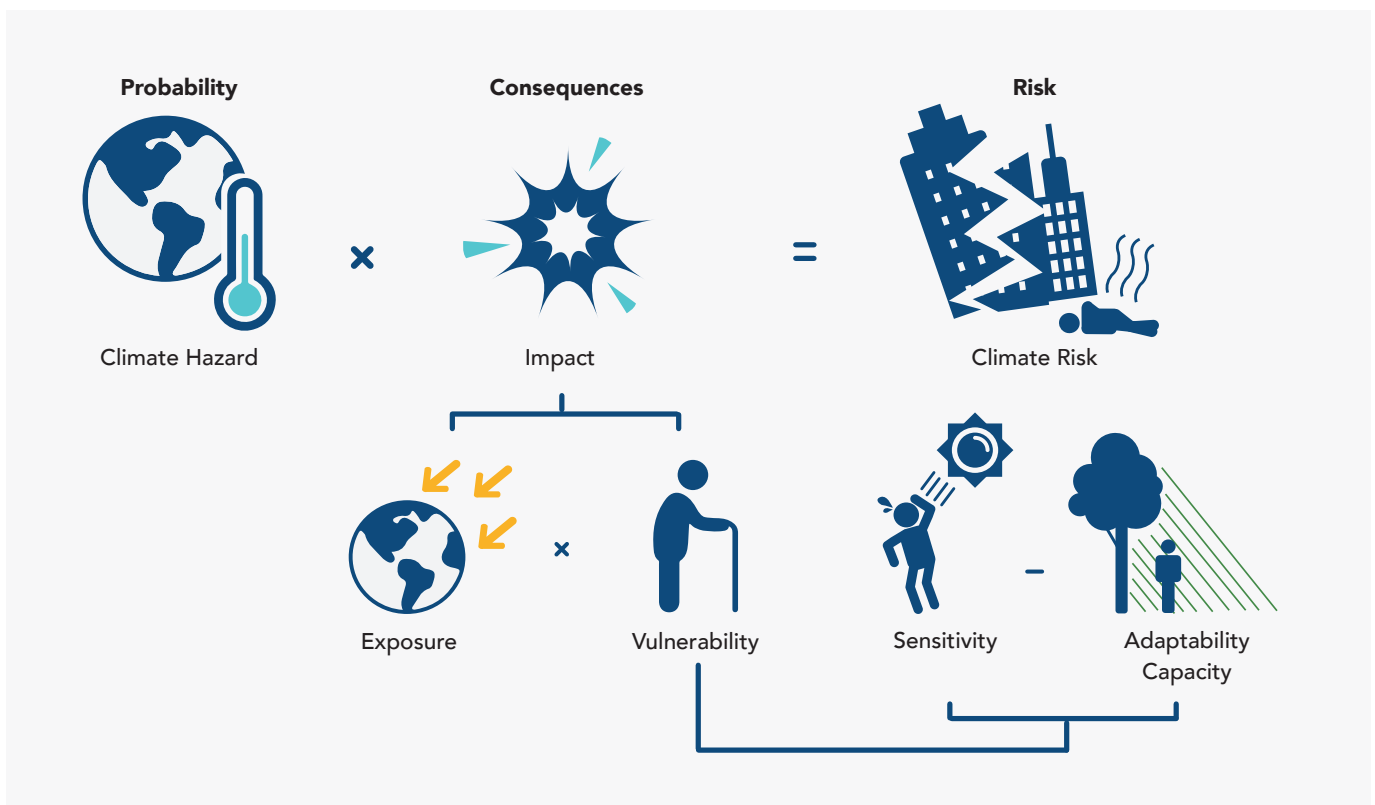 Probability
Consequences
Risk
×
=
Climate Hazard
Impact
Climate Risk
×
–
Exposure
Vulnerability
Sensitivity
Adaptability
Capacity